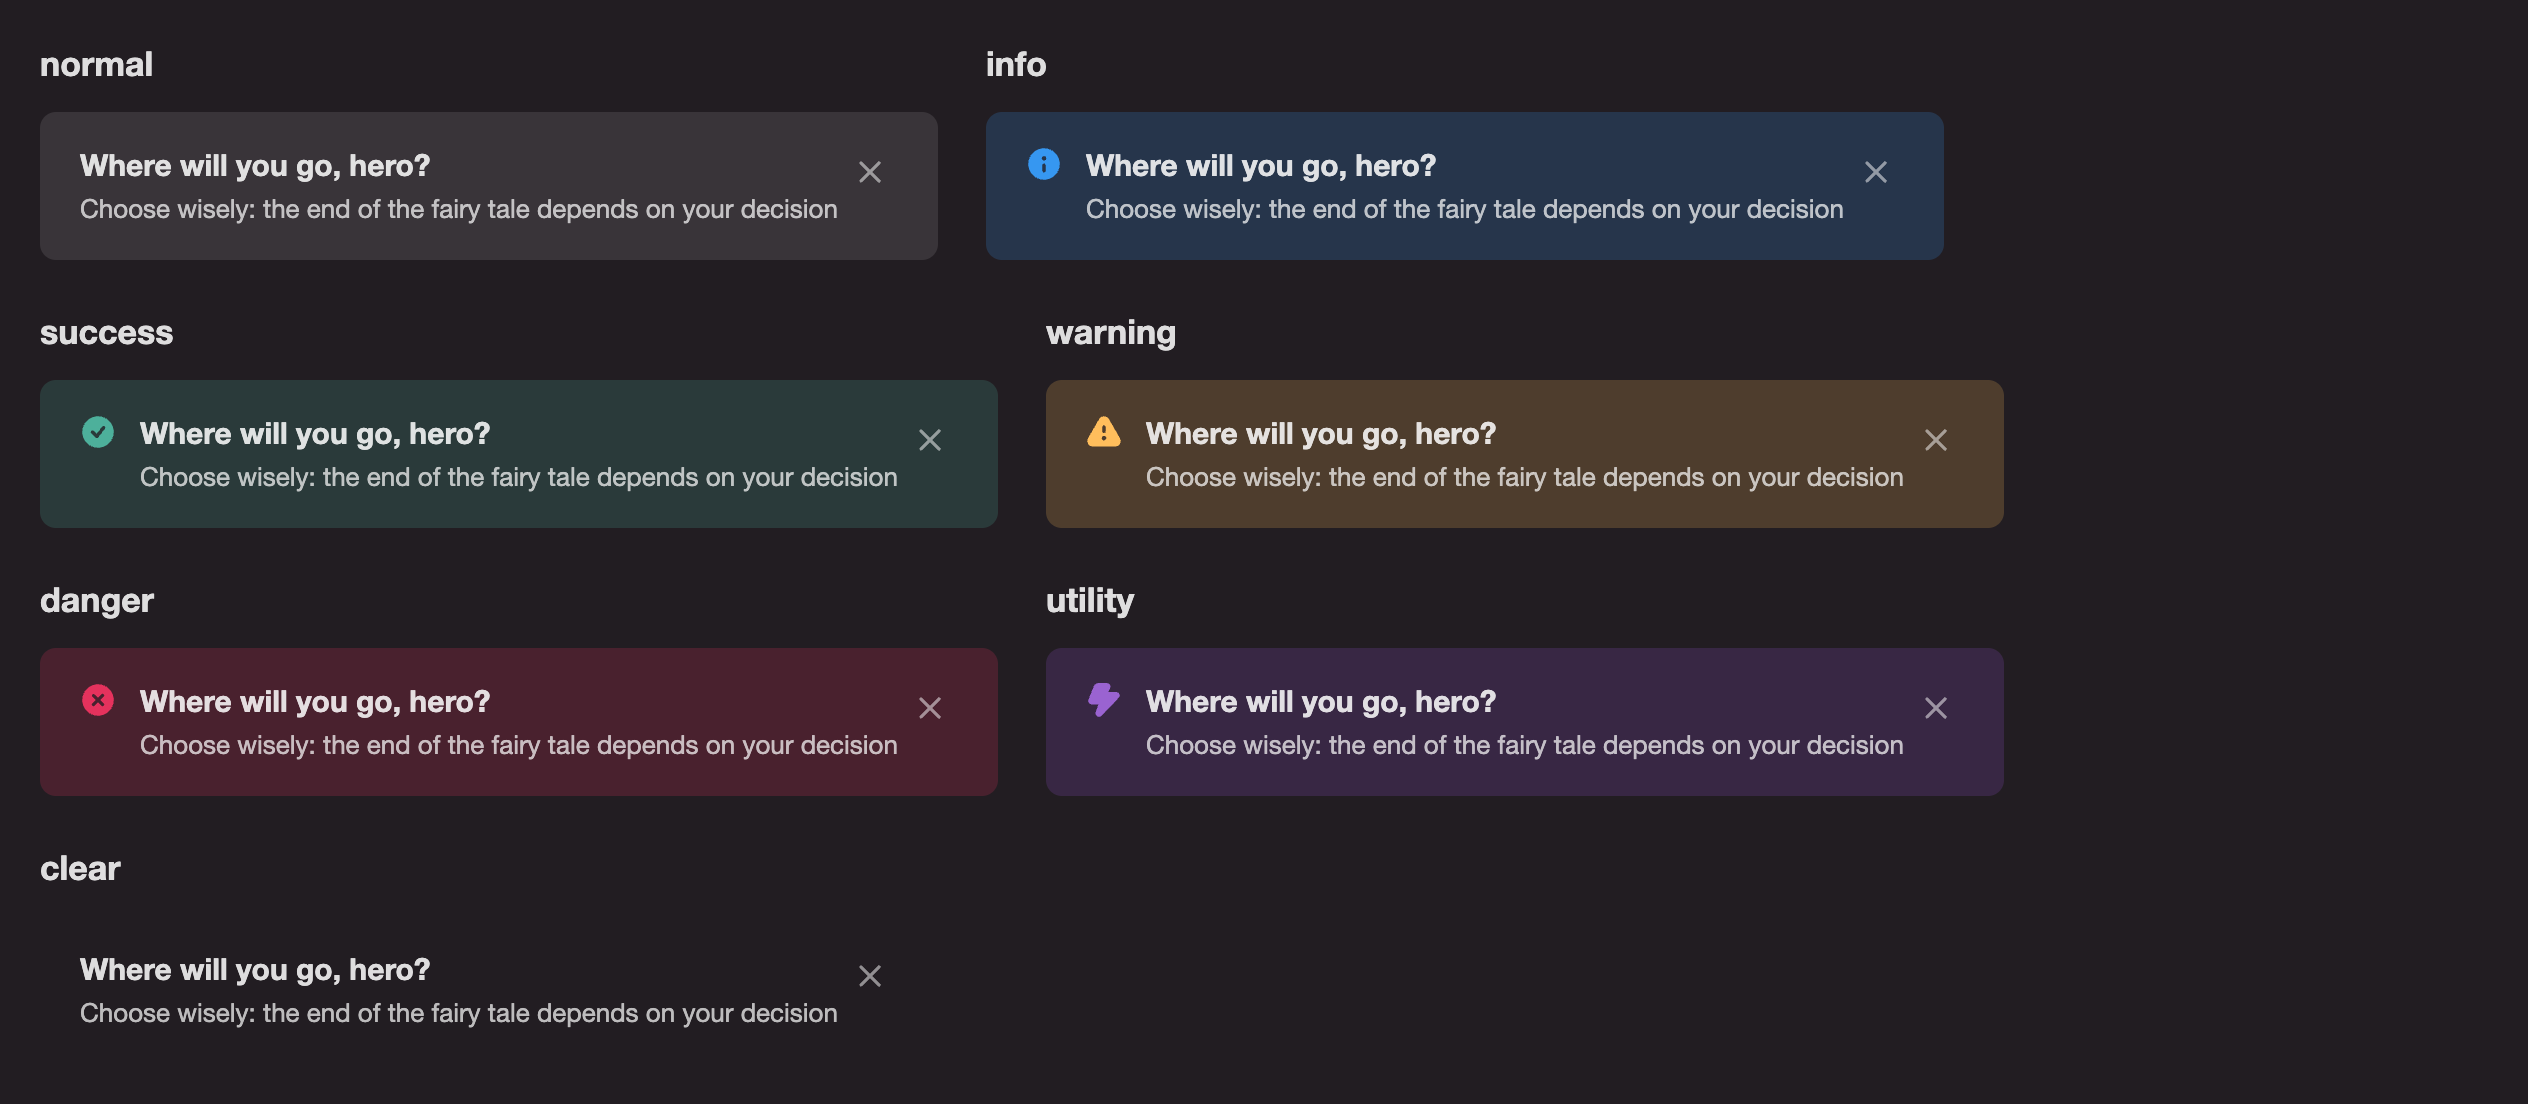 normal
Where will you go, hero?
Choose wisely: the end of the fairy tale depends on your decision
info
Where will you go, hero?
Choose wisely: the end of the fairy tale depends on your decision
success
Where will you go, hero?
Choose wisely: the end of the fairy tale depends on your decision
warning
Where will you go, hero?
Choose wisely: the end of the fairy tale depends on your decision
danger
Where will you go, hero?
Choose wisely: the end of the fairy tale depends on your decision
utility
Where will you go, hero?
Choose wisely: the end of the fairy tale depends on your decision
clear
Where will you go, hero?
Choose wisely: the end of the fairy tale depends on your decision